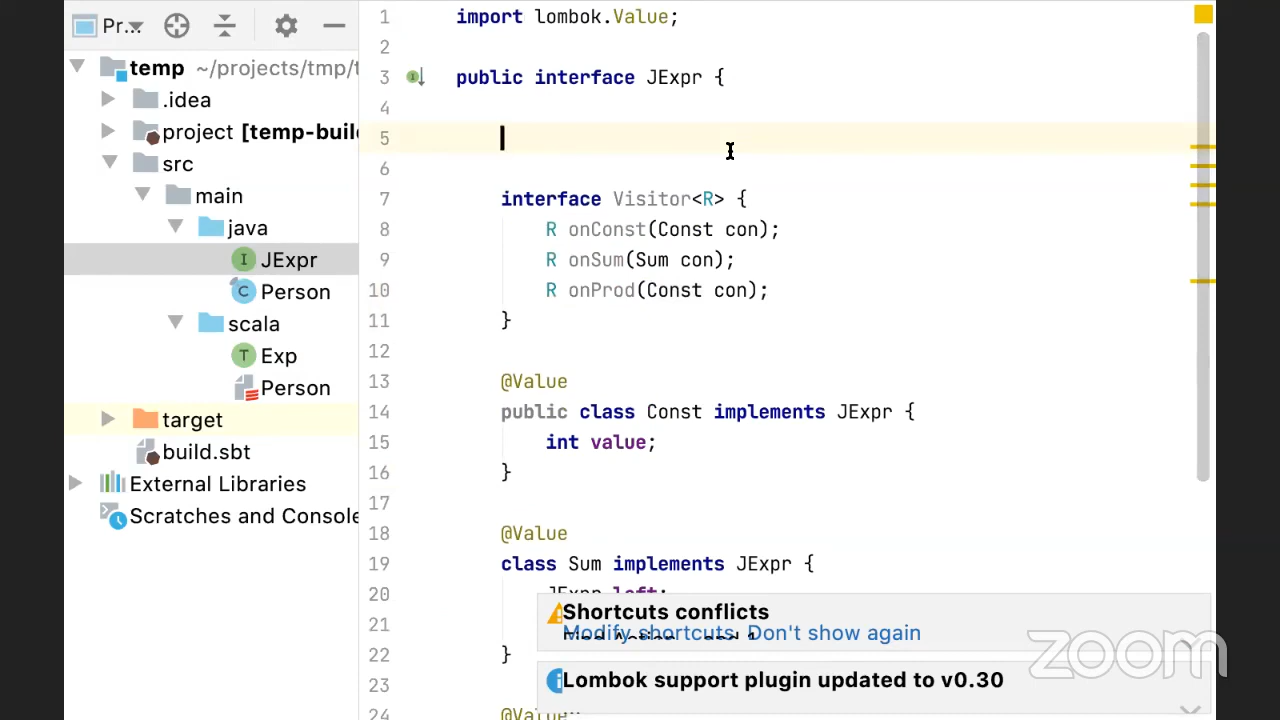 Pr...
temp ~/projects/tmp/t
.idea
project [temp-buil
src
main
java
JExpr
Person
scala
Exp
Person
target
build.sbt
External Libraries
Scratches and Console
1 import lombok.Value;
2
3 public interface JExpr {
4
5
6
7 interface Visitor<R> {
8 R onConst(Const con);
9 R onSum(Sum con);
10 R onProd(Const con);
11 }
12
13 @Value
14 public class Const implements JExpr {
15 int value;
16 }
17
18 @Value
19 class Sum implements JExpr {
20 JExpr left;
21
22 }
23
24 @Value
Shortcuts conflicts
Modify shortcuts Don't show again
Lombok support plugin updated to v0.30
zoom